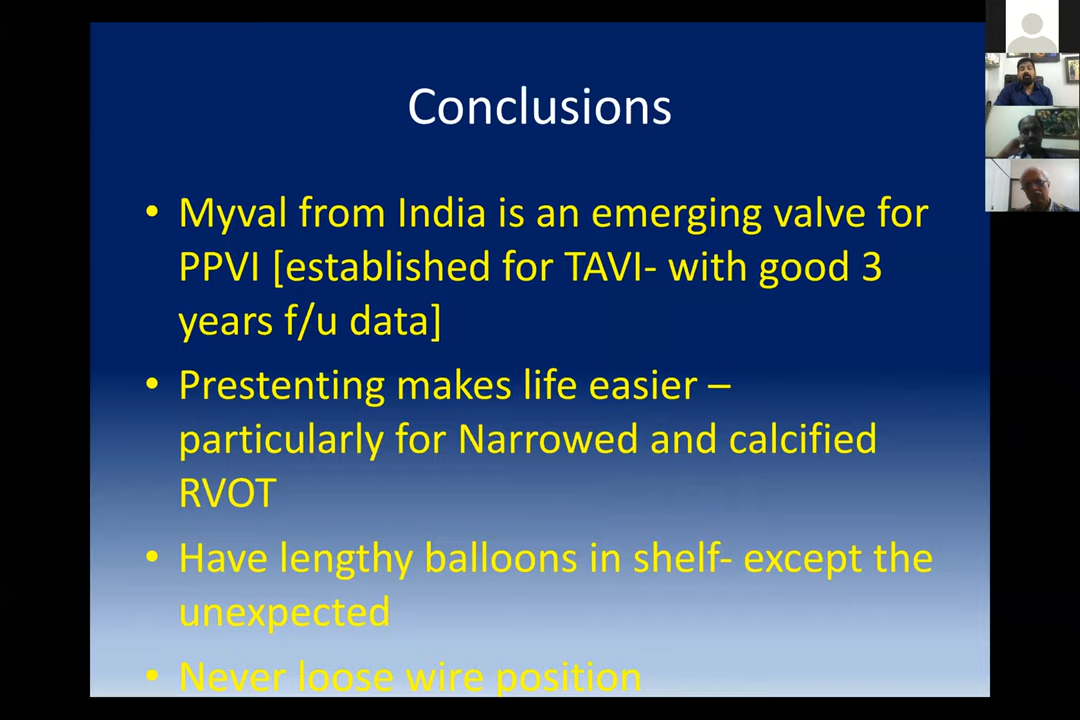 Conclusions
• Myval from India is an emerging valve for
PPVI [established for TAVI- with good 3
years f/u data]
• Prestenting makes life easier –
particularly for Narrowed and calcified
RVOT
• Have lengthy balloons in shelf- except the
unexpected
• Never loose wire position